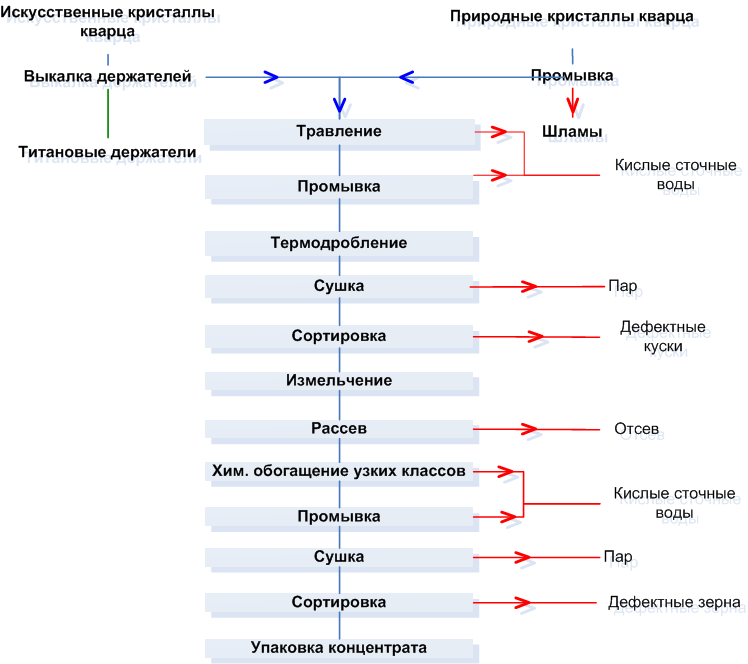 Искусственные кристаллы
кварца
Природные кристаллы кварца
Выкалка держателей
Промывка
Титановые держатели
Шламы
Травление
Кислые сточные
воды
Промывка
Термодробление
Сушка
Пар
Сортировка
Дефектные
куски
Измельчение
Рассев
Отсев
Хим. обогащение узких классов
Кислые сточные
воды
Промывка
Сушка
Пар
Сортировка
Дефектные зерна
Упаковка концентрата